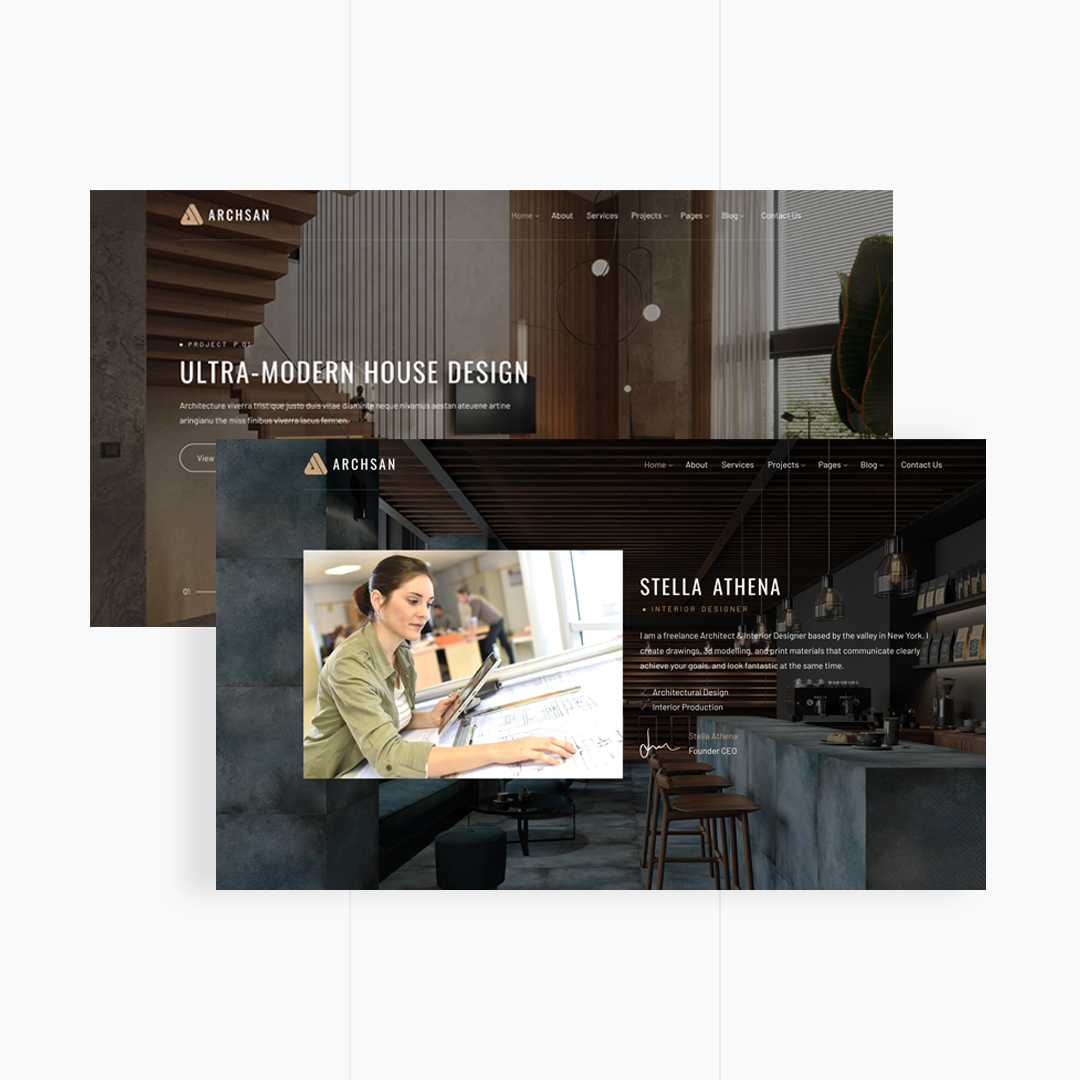 ARCHSAN
Home About Services Projects Pages Blog Contact Us
PROJECT P.01
ULTRA-MODERN HOUSE DESIGN
Architecture viverra tristique justo duis vitae diaminte neque nivamus aestan ateuene artine
aringianu the miss finibus viverra lacus fermen.
View
01
ARCHSAN
Home About Services Projects Pages Blog Contact Us
STELLA ATHENA
INTERIOR DESIGNER
I am a freelance Architect & Interior Designer based by the valley in New York. I
create drawings, 3d modelling, and print materials that communicate clearly
achieve your goals. and look fantastic at the same time.
Architectural Design
Interior Production
Stella Athena
Founder CEO